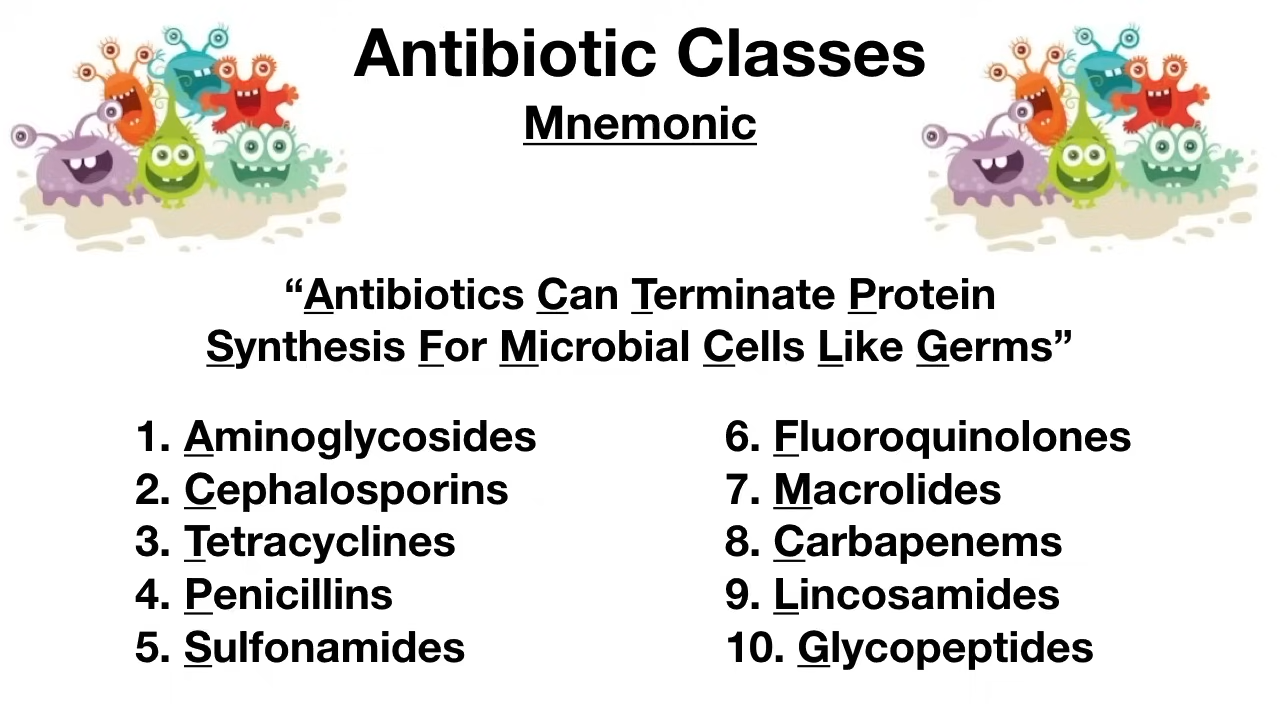 Antibiotic Classes
Mnemonic
“Antibiotics Can Terminate Protein
Synthesis For Microbial Cells Like Germs”
1. Aminoglycosides
2. Cephalosporins
3. Tetracyclines
4. Penicillins
5. Sulfonamides
6. Fluoroquinolones
7. Macrolides
8. Carbapenems
9. Lincosamides
10. Glycopeptides